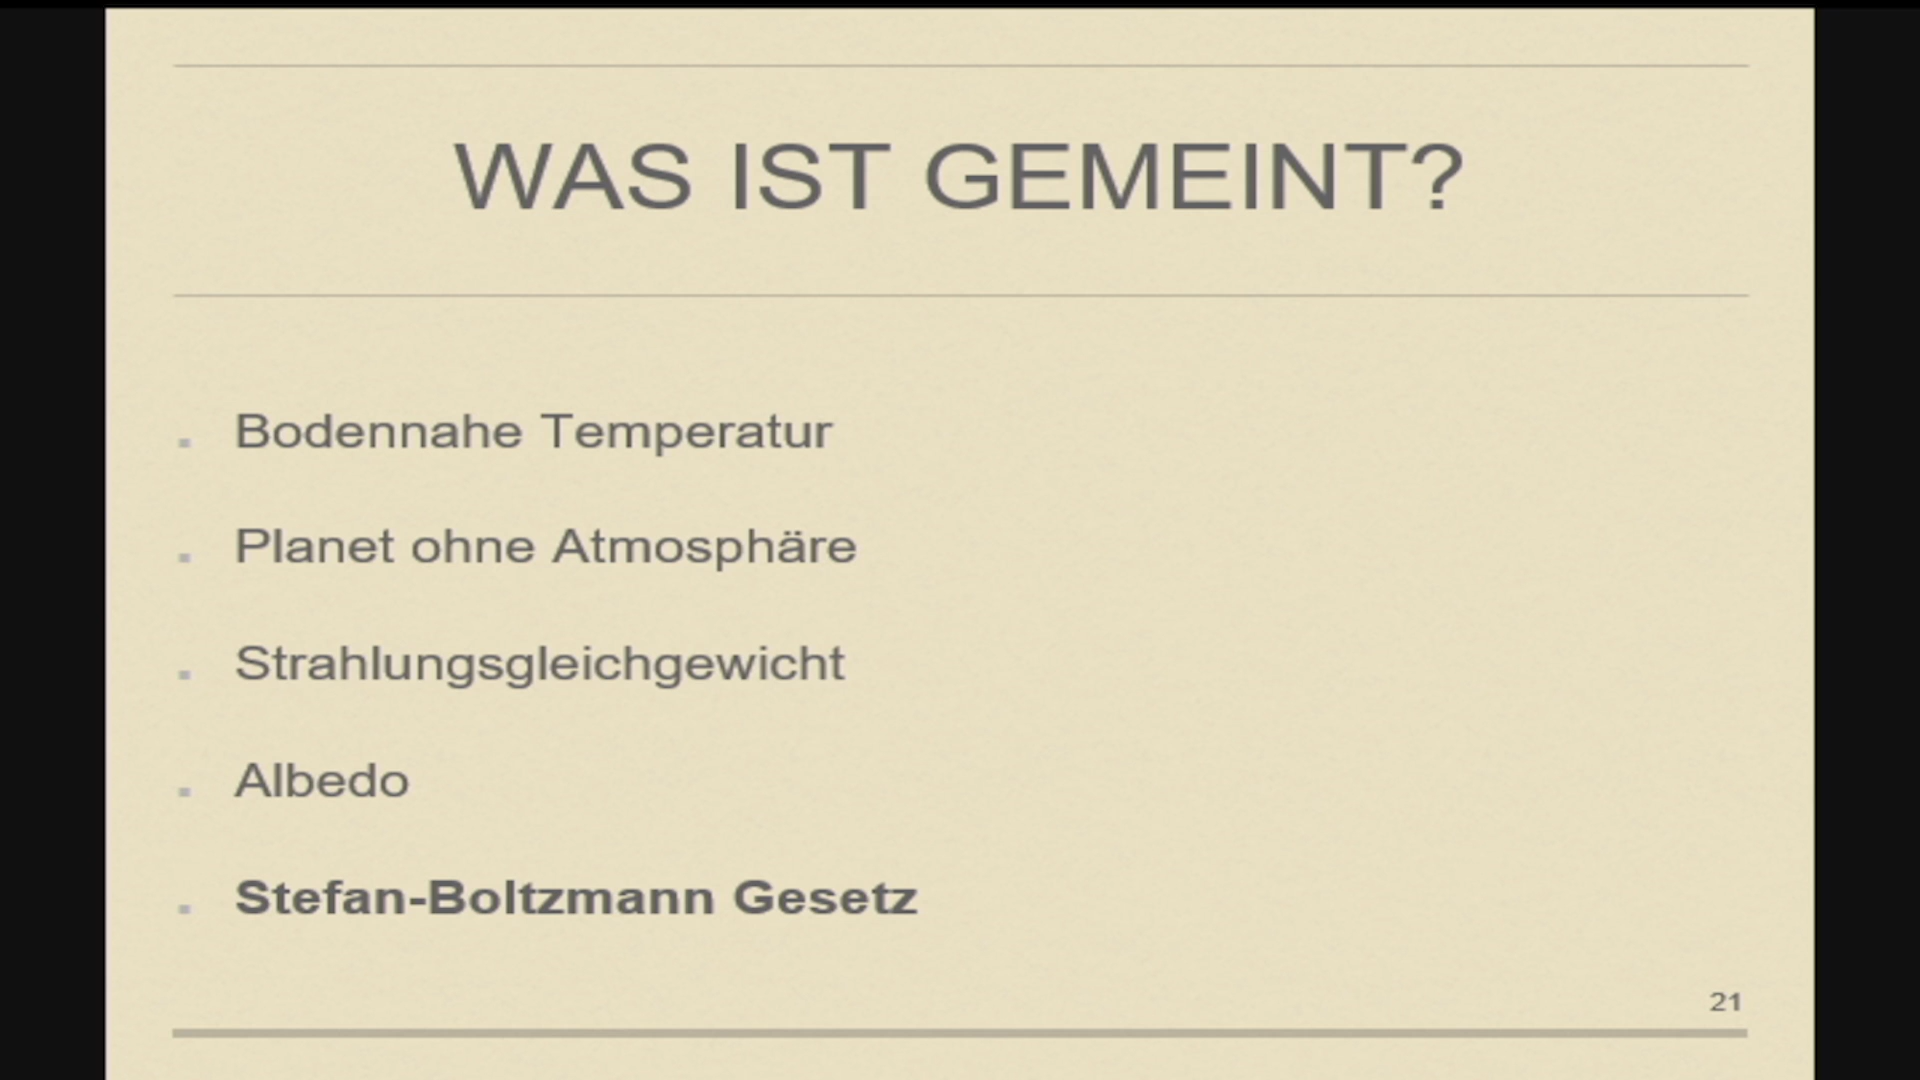 WAS IST GEMEINT?
Bodennahe Temperatur
Planet ohne Atmosphäre
Strahlungsgleichgewicht
Albedo
Stefan-Boltzmann Gesetz
21